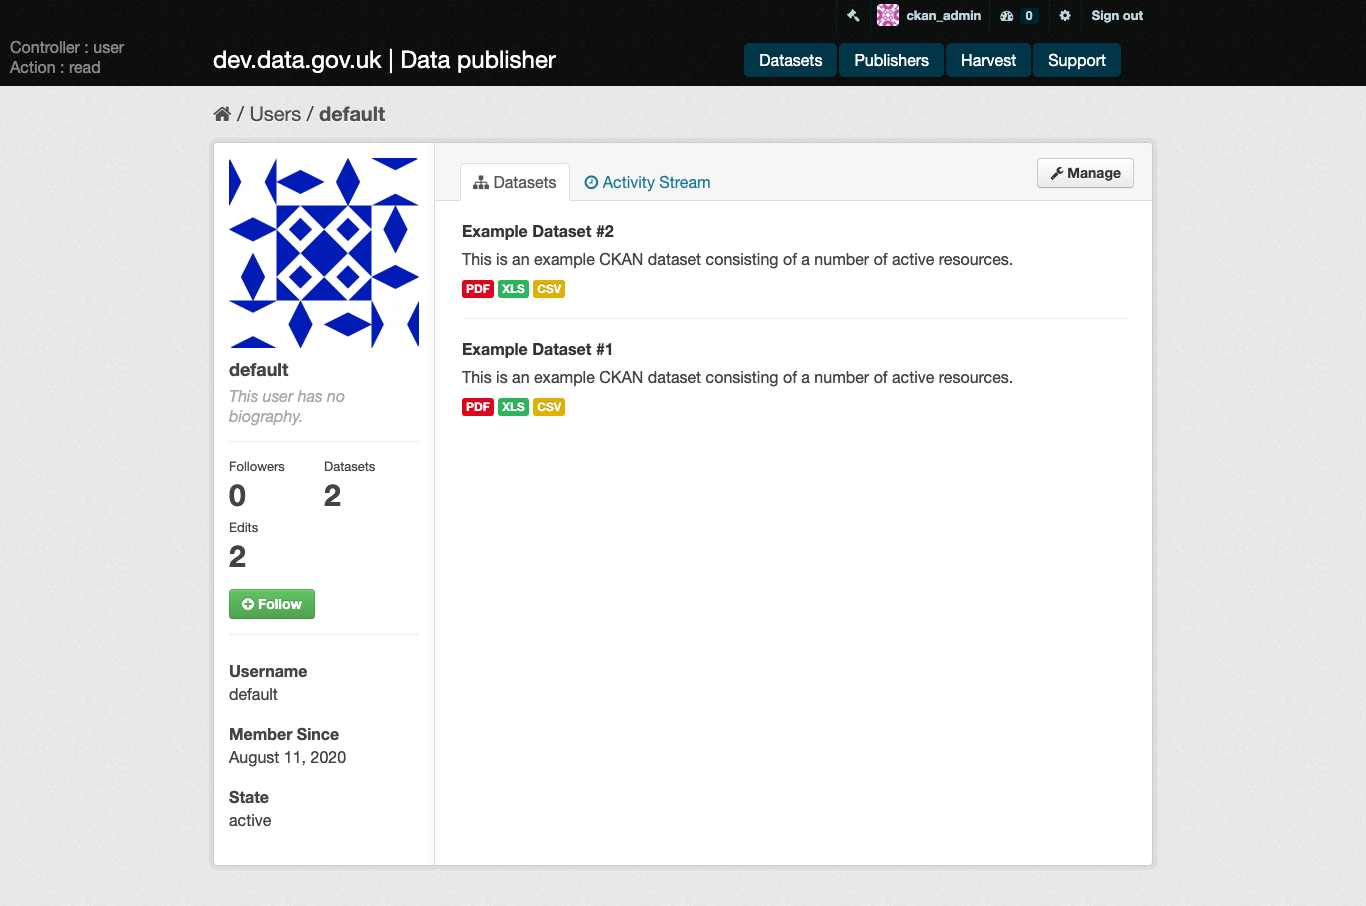 ckan_admin 0 Sign out
Controller : user
Action : read
dev.data.gov.uk | Data publisher
Datasets Publishers Harvest Support
/ Users / default
Datasets Activity Stream Manage
Example Dataset #2
This is an example CKAN dataset consisting of a number of active resources.
PDF XLS CSV
Example Dataset #1
This is an example CKAN dataset consisting of a number of active resources.
PDF XLS CSV
default
This user has no
biography.
Followers Datasets
0 2
Edits
2
Follow
Username
default
Member Since
August 11, 2020
State
active